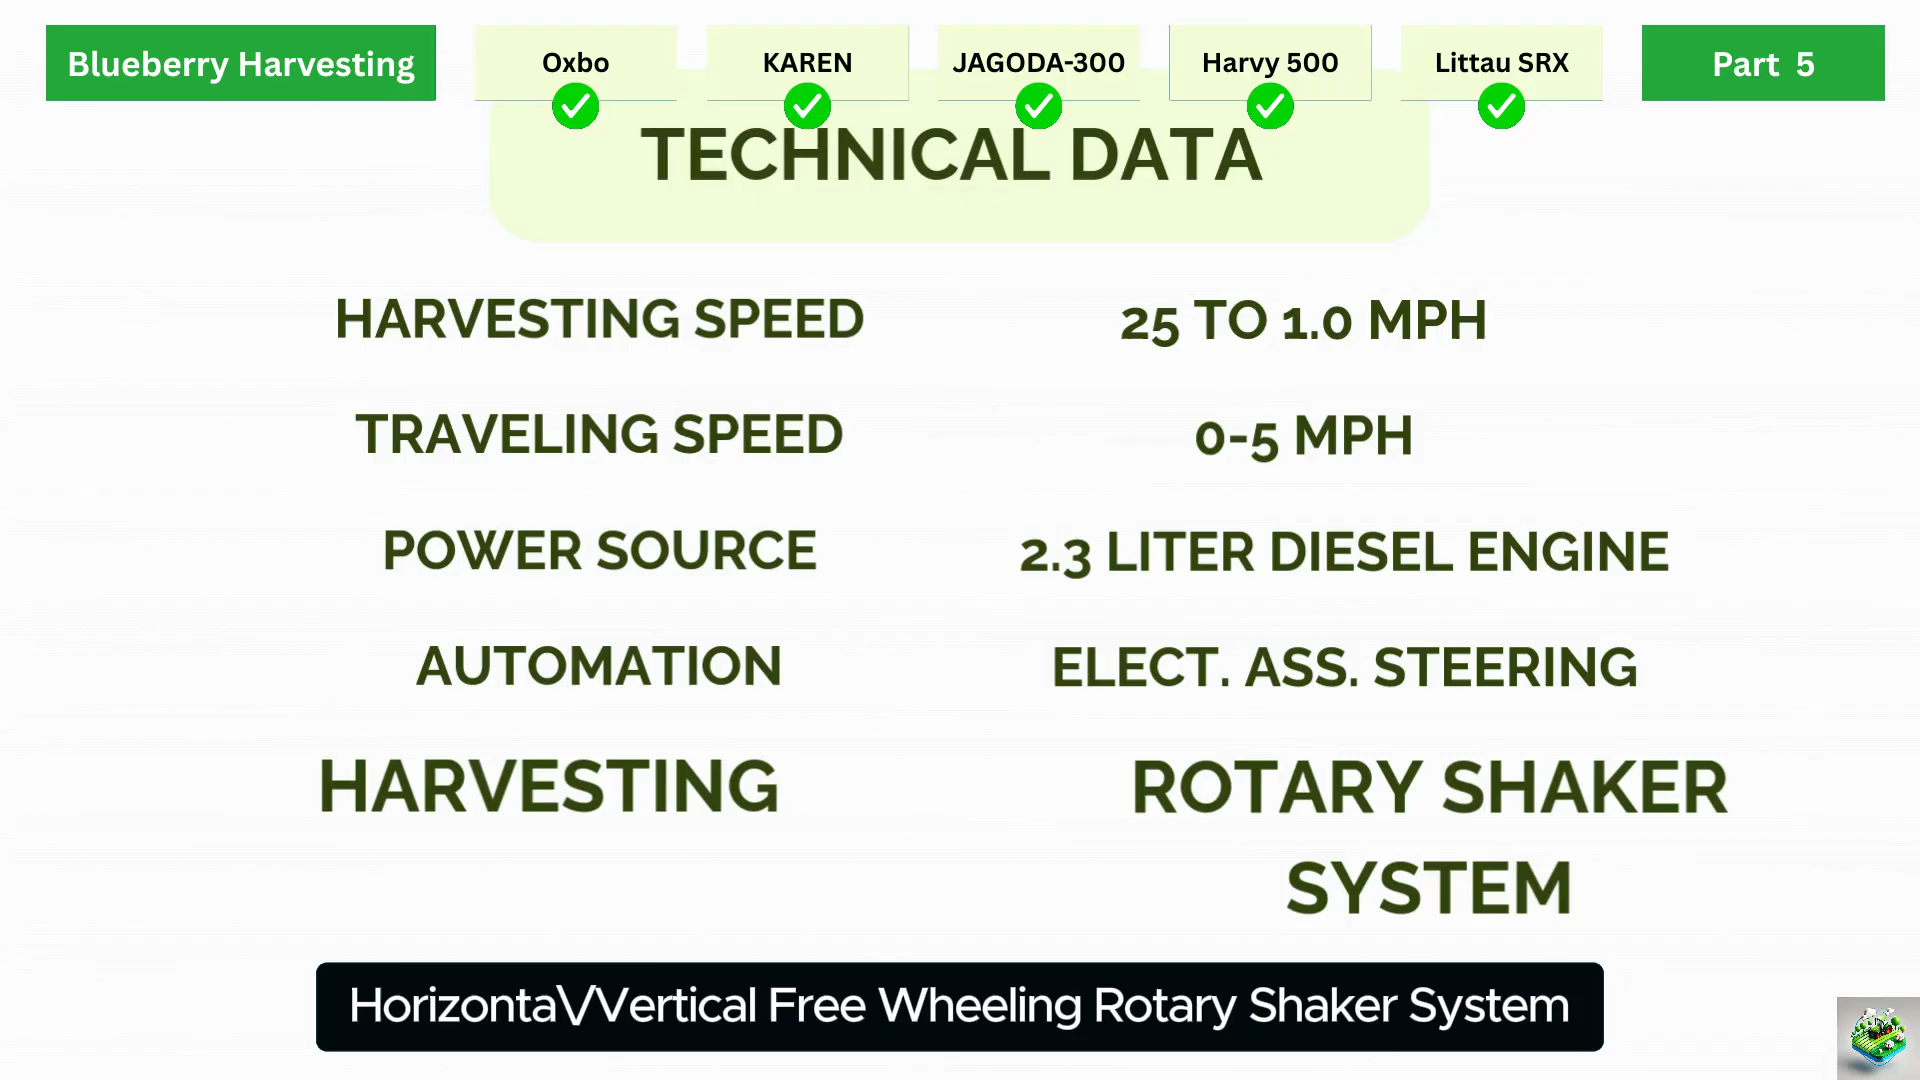 Blueberry Harvesting
Oxbo
KAREN
JAGODA-300
Harvy 500
Littau SRX
Part 5
TECHNICAL DATA
HARVESTING SPEED 25 TO 1.0 MPH
TRAVELING SPEED 0-5 MPH
POWER SOURCE 2.3 LITER DIESEL ENGINE
AUTOMATION ELECT. ASS. STEERING
HARVESTING ROTARY SHAKER
SYSTEM
Horizonta\/Vertical Free Wheeling Rotary Shaker System